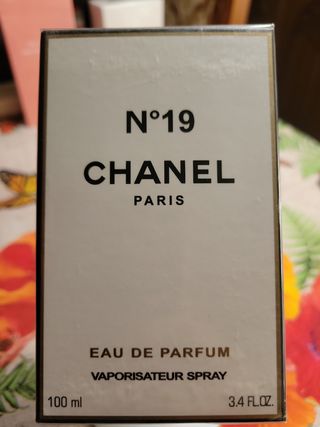 N°19
CHANEL
PARIS
EAU DE PARFUM
VAPORISATEUR SPRAY
100 ml 3.4 FL.OZ.